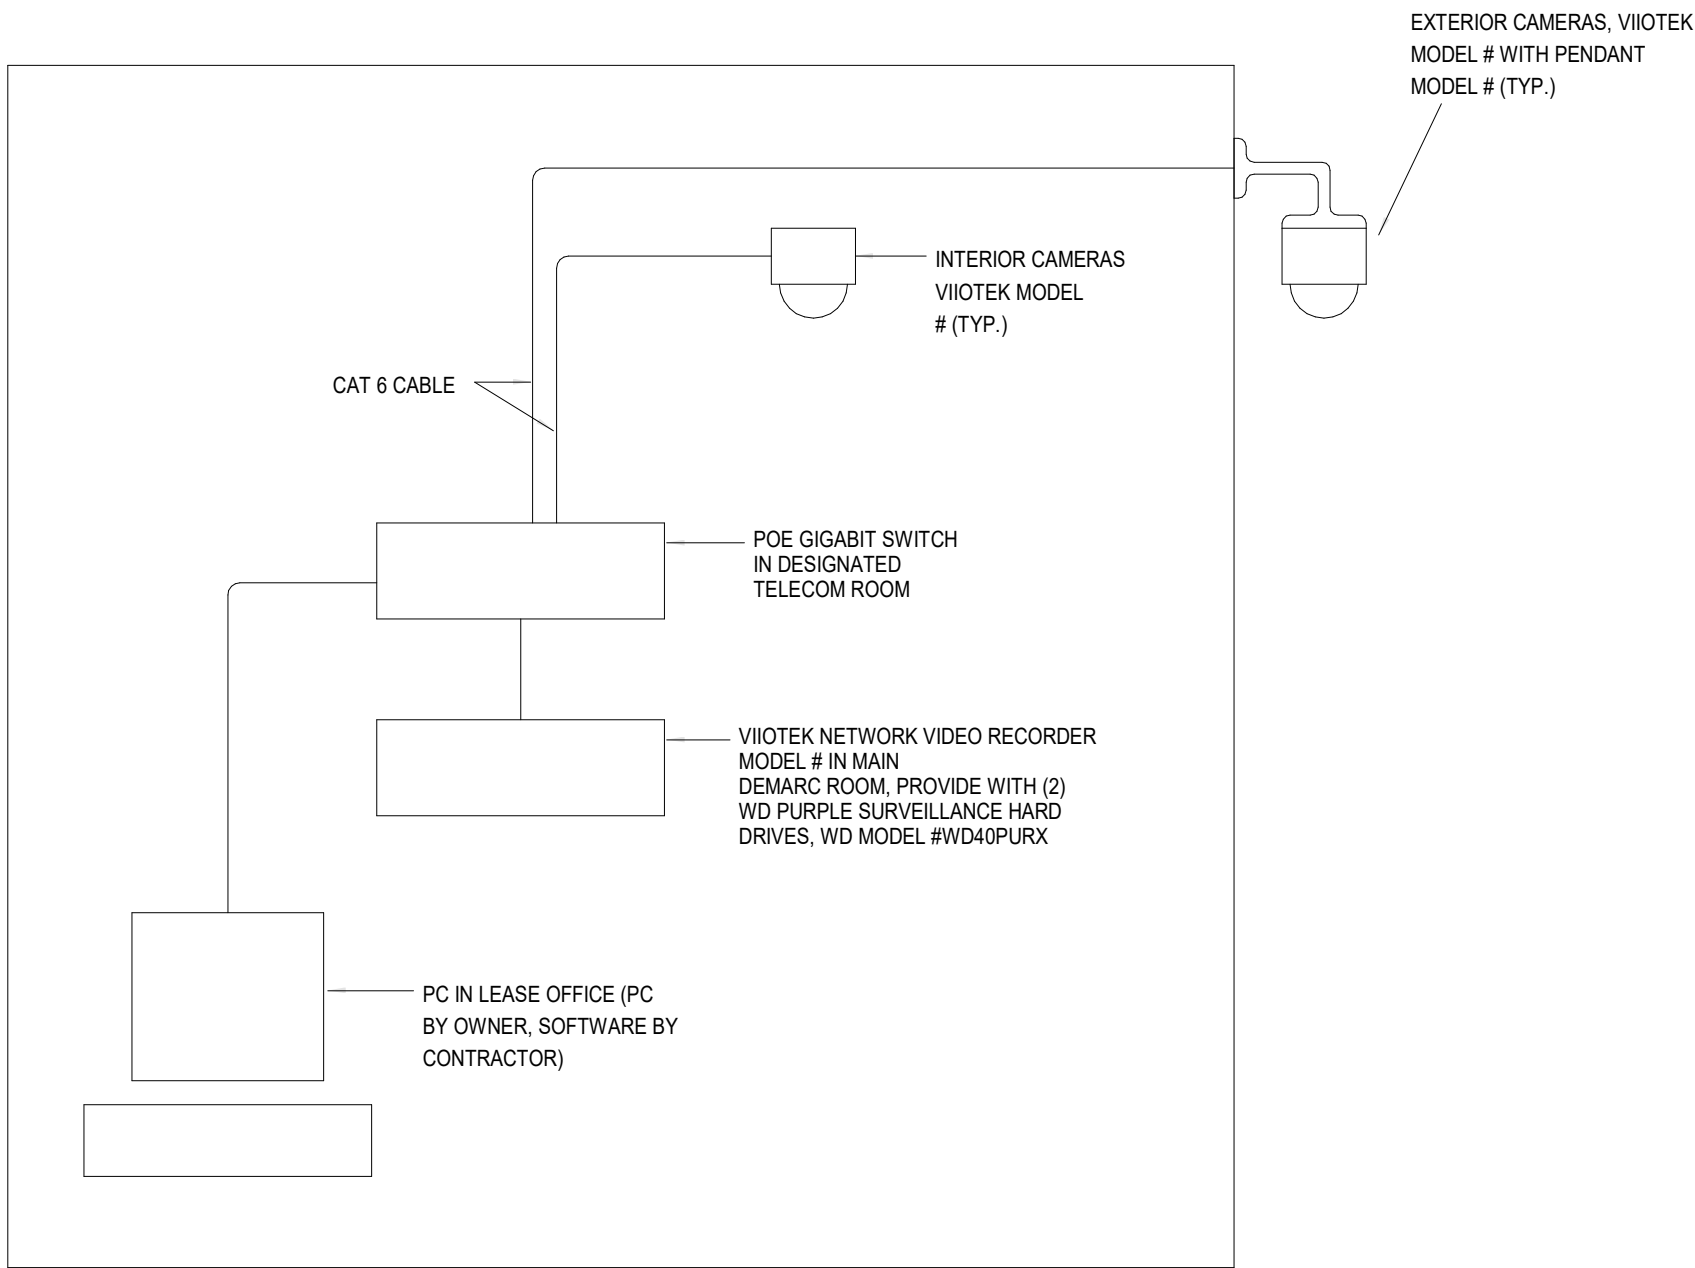 EXTERIOR CAMERAS, VIIOTEK
MODEL # WITH PENDANT
MODEL # (TYP.)
INTERIOR CAMERAS
VIIOTEK MODEL
# (TYP.)
CAT 6 CABLE
POE GIGABIT SWITCH
IN DESIGNATED
TELECOM ROOM
VIIOTEK NETWORK VIDEO RECORDER
MODEL # IN MAIN
DEMARC ROOM, PROVIDE WITH (2)
WD PURPLE SURVEILLANCE HARD
DRIVES, WD MODEL #WD40PURX
PC IN LEASE OFFICE (PC
BY OWNER, SOFTWARE BY
CONTRACTOR)